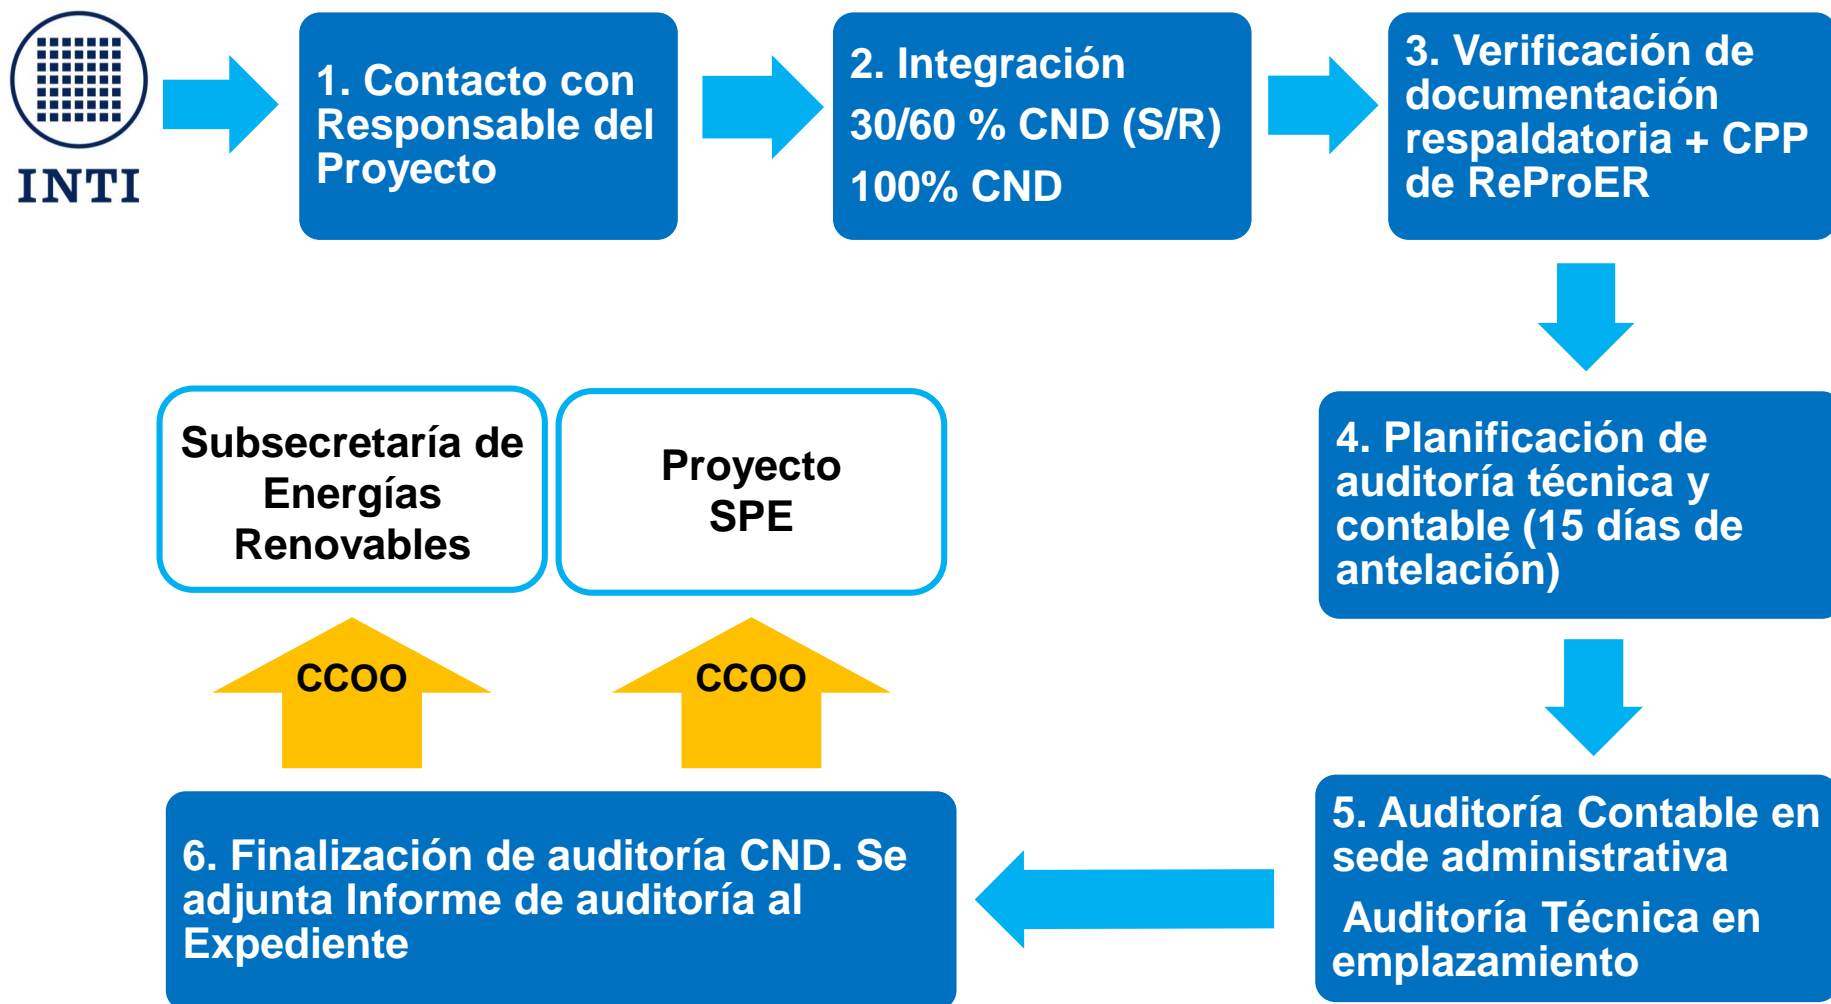 INTI
1. Contacto con
Responsable del
Proyecto
2. Integración
30/60 % CND (S/R)
100% CND
3. Verificación de
documentación
respaldatoria + CPP
de ReProER
4. Planificación de
auditoría técnica y
contable (15 días de
antelación)
5. Auditoría Contable en
sede administrativa
Auditoría Técnica en
emplazamiento
6. Finalización de auditoría CND. Se
adjunta Informe de auditoría al
Expediente
CCOO
CCOO
Subsecretaría de
Energías
Renovables
Proyecto
SPE